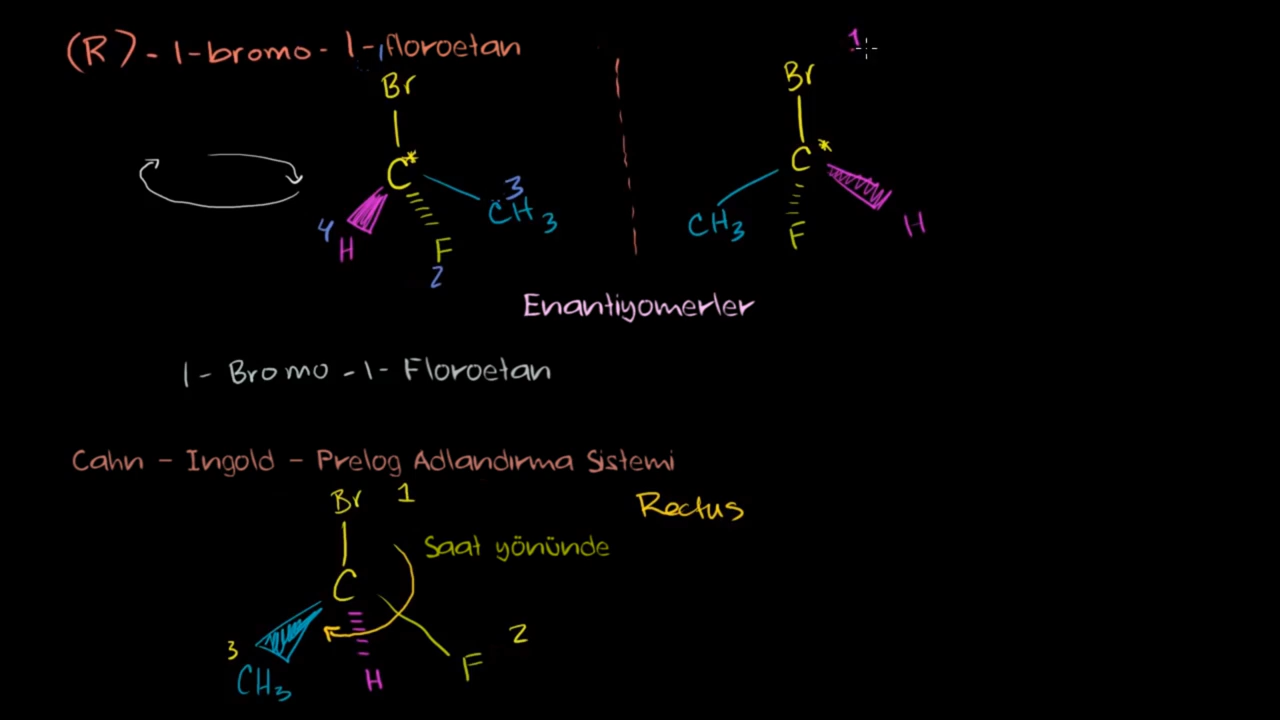 (R) - 1-bromo - 1-floroetan
1
Br
C*
CH3
3
4
H
F
2
1
Br
C*
CH3
F
H
Enantiyomerler
1- Bromo -1- Floroetan
Cahn - Ingold - Prelog Adlandırma Sistemi
Br 1
Rectus
Saat yönünde
C
3
CH3
H
F
2